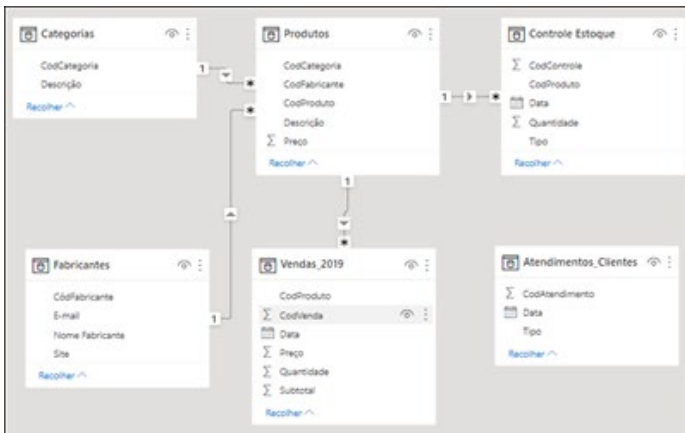 Categorias
CodCategoria
Descrição
Recolher
Produtos
CodCategoria
CodFabricante
CodProduto
Descrição
Preço
Recolher
Controle Estoque
CodControle
CodProduto
Data
Quantidade
Tipo
Recolher
1
*
*
1
*
1
*
1
Fabricantes
CódFabricante
E-mail
Nome Fabricante
Site
Recolher
Vendas_2019
CodProduto
CodVenda
Data
Preço
Quantidade
Subtotal
Recolher
Atendimentos_Clientes
CodAtendimento
Data
Tipo
Recolher